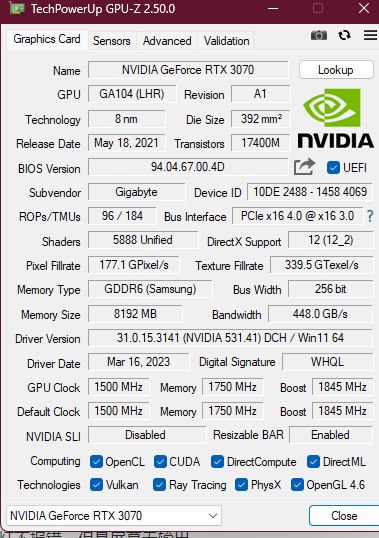 TechPowerUp GPU-Z 2.50.0
Graphics Card Sensors Advanced Validation
Name NVIDIA GeForce RTX 3070 Lookup
GPU GA104 (LHR) Revision A1
Technology 8 nm Die Size 392 mm²
Release Date May 18, 2021 Transistors 17400M
NVIDIA
BIOS Version 94.04.67.00.4D UEFI
Subvendor Gigabyte Device ID 10DE 2488 - 1458 4069
ROPs/TMUs 96 / 184 Bus Interface PCIe x16 4.0 @ x16 3.0 ?
Shaders 5888 Unified DirectX Support 12 (12_2)
Pixel Fillrate 177.1 GPixel/s Texture Fillrate 339.5 GTexel/s
Memory Type GDDR6 (Samsung) Bus Width 256 bit
Memory Size 8192 MB Bandwidth 448.0 GB/s
Driver Version 31.0.15.3141 (NVIDIA 531.41) DCH / Win11 64
Driver Date Mar 16, 2023 Digital Signature WHQL
GPU Clock 1500 MHz Memory 1750 MHz Boost 1845 MHz
Default Clock 1500 MHz Memory 1750 MHz Boost 1845 MHz
NVIDIA SLI Disabled Resizable BAR Enabled
Computing OpenCL CUDA DirectCompute DirectML
Technologies Vulkan Ray Tracing PhysX OpenGL 4.6
NVIDIA GeForce RTX 3070 Close